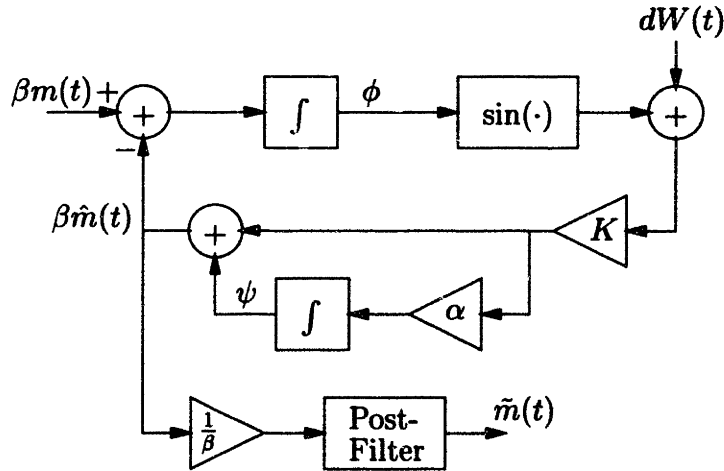 dW(t)
βm(t) +
+
−
∫
ϕ
sin(·)
+
βm̂(t)
+
K
ψ
∫
α
1/β
Post-
Filter
m̃(t)